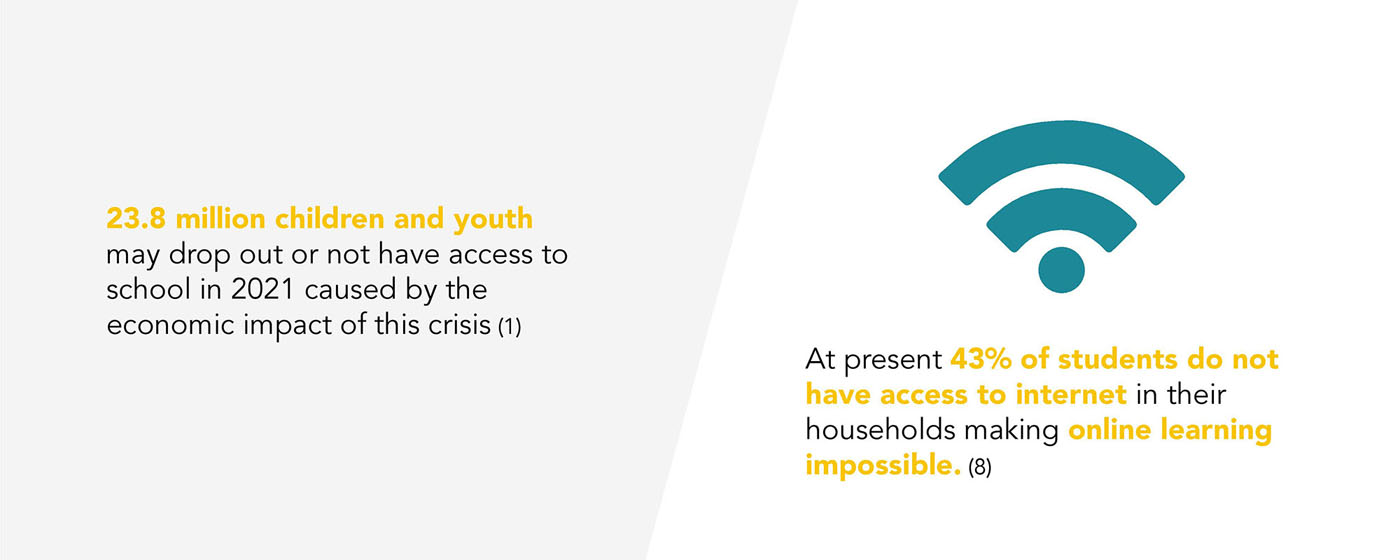 23.8 million children and youth
may drop out or not have access to
school in 2021 caused by the
economic impact of this crisis (1)
At present 43% of students do not
have access to internet in their
households making online learning
impossible. (8)